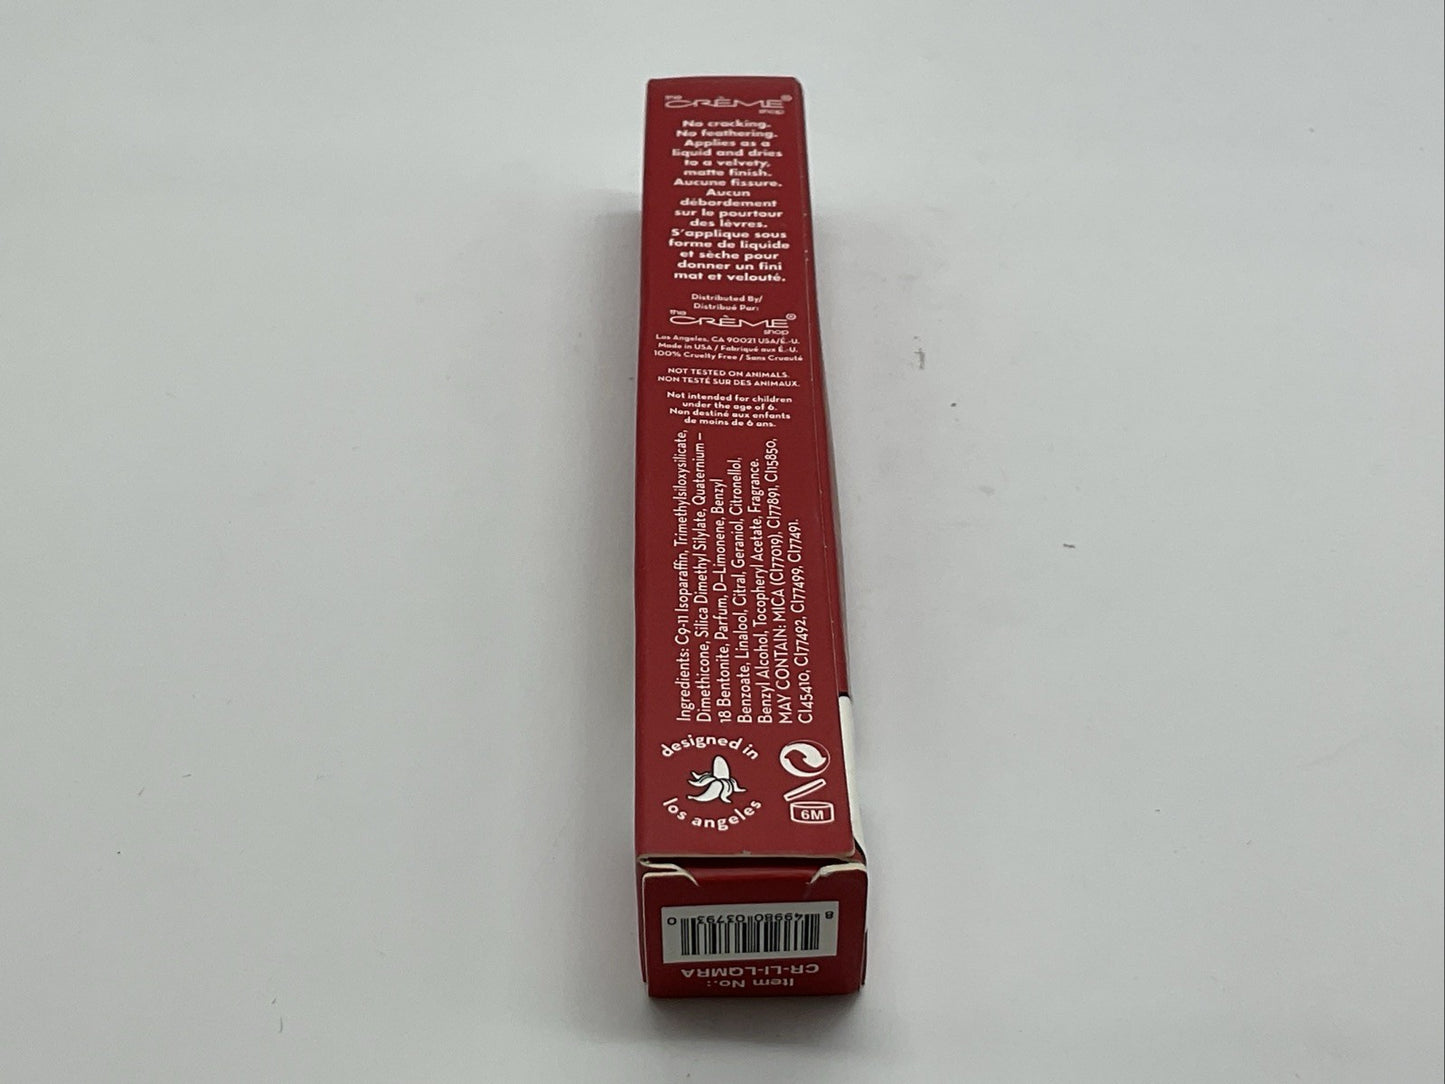 the
CRÈME®
shop
No cracking.
No feathering.
Applies as a
liquid and dries
to a velvety,
matte finish.
Aucune fissure.
Aucun
débordement
sur le pourtour
des lèvres.
S'applique sous
forme de liquide
et sèche pour
donner un fini
mat et velouté.
Distributed By/
Distribué Par:
the
CRÈME®
shop
Los Angeles, CA 90021 USA/É.-U.
Made in USA / Fabriqué aux É.-U.
100% Cruelty Free / Sans Cruauté
NOT TESTED ON ANIMALS.
NON TESTÉ SUR DES ANIMAUX.
Not intended for children
under the age of 6.
Non destiné aux enfants
de moins de 6 ans.
Ingredients: C9-11 Isoparaffin, Trimethylsiloxysilicate,
Dimethicone, Silica Dimethyl Silylate, Quaternium –
18 Bentonite, Parfum, D–Limonene, Benzyl
Benzoate, Linalool, Citral, Geraniol, Citronellol,
Benzyl Alcohol, Tocopheryl Acetate, Fragrance.
MAY CONTAIN: MICA (CI77019), CI77891, CI15850,
CI45410, CI77492, CI77499, CI77491.
designed in
los angeles
6M
8 49980 03793 0
Item No.:
CR-LI-LQMRA